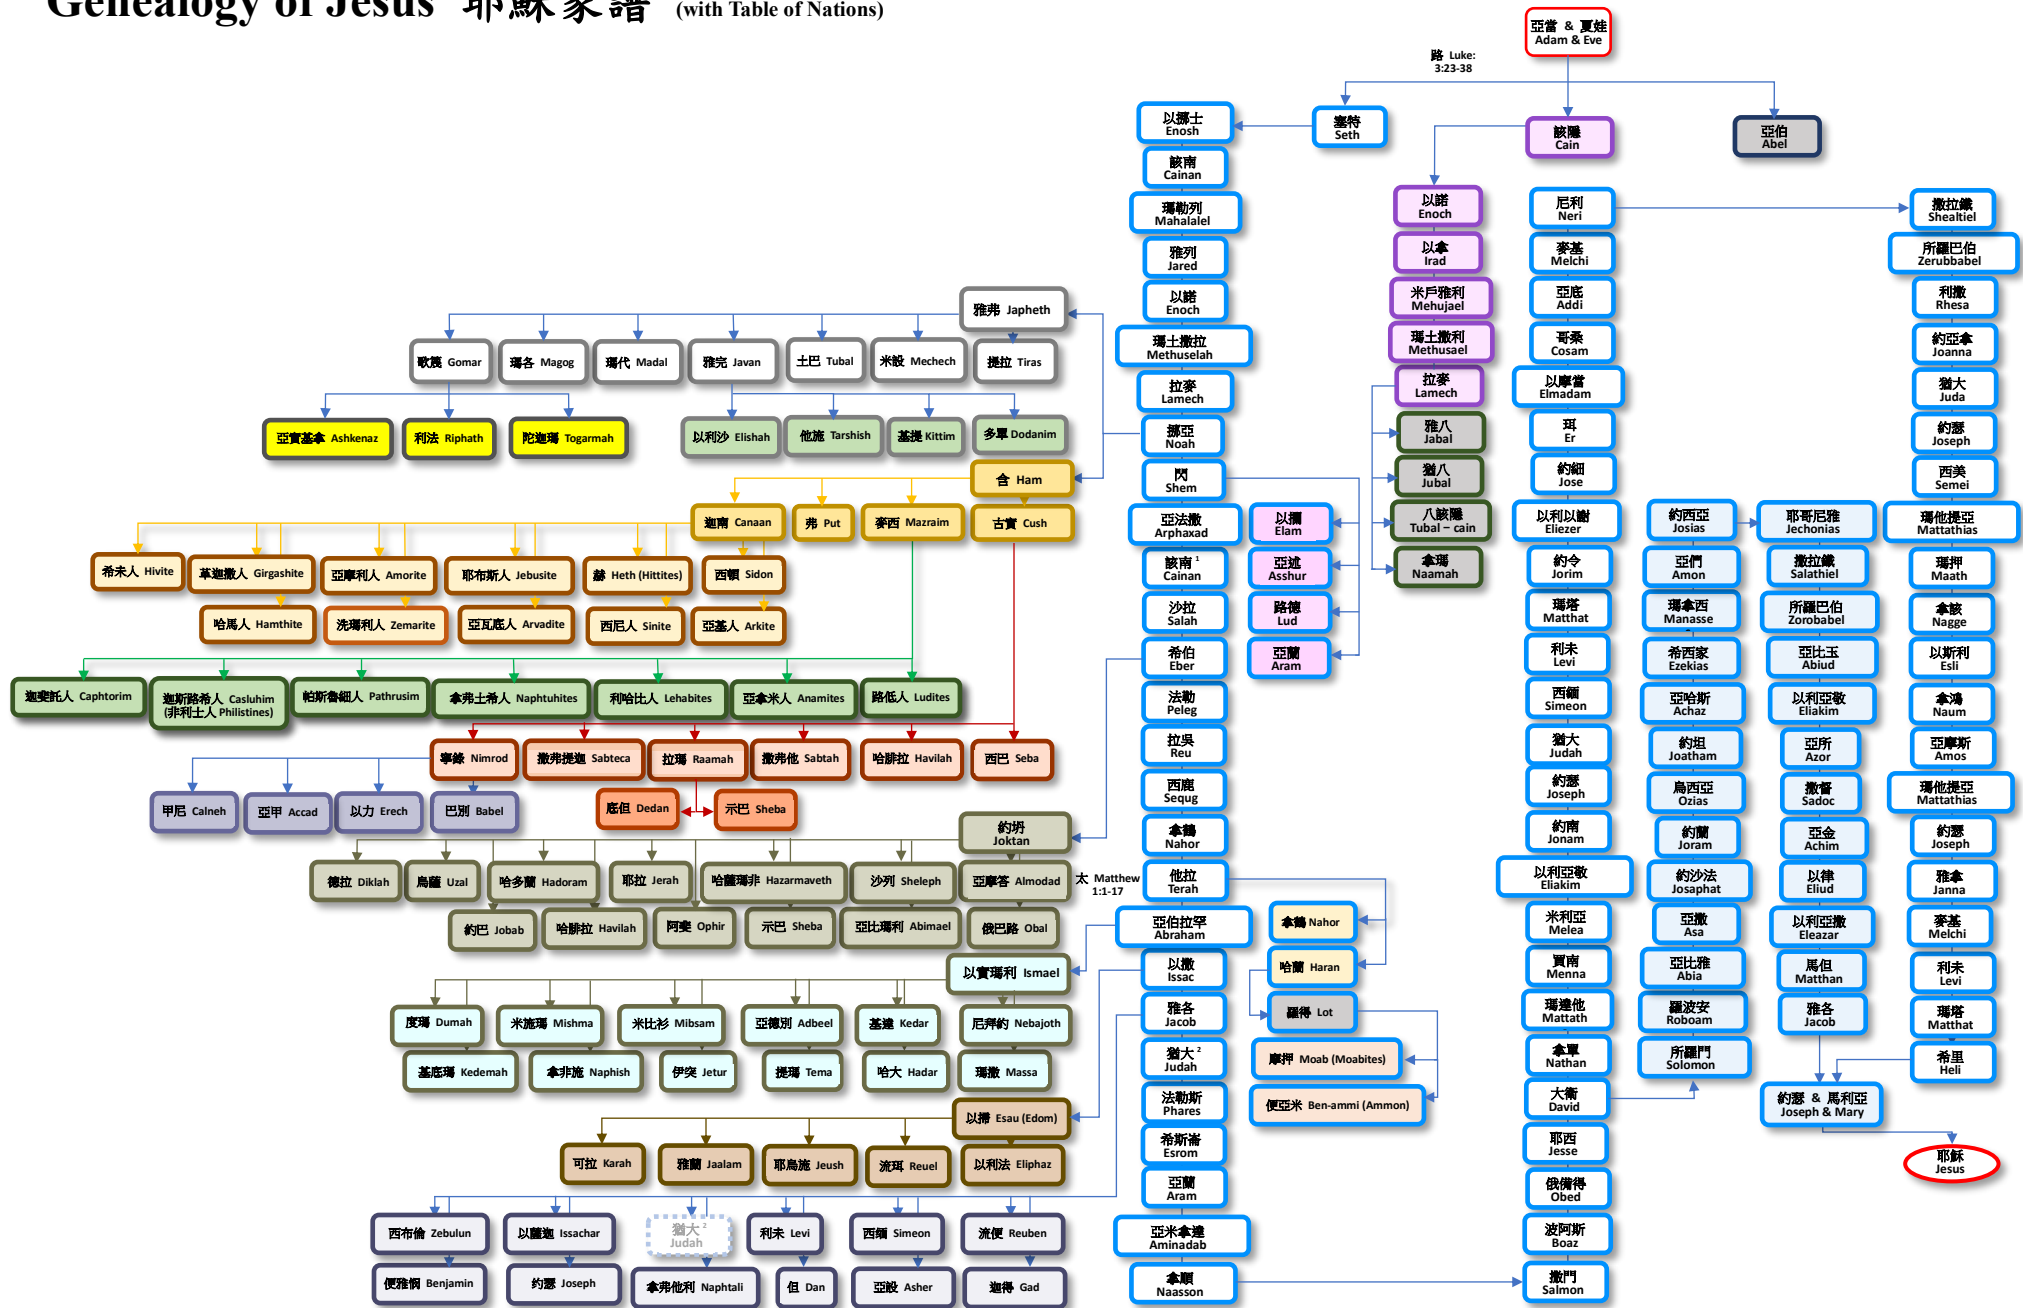 Genealogy of Jesus 耶穌家譜 (with Table of Nations)
亞當 & 夏娃
Adam & Eve
路 Luke:
3:23-38
以挪士
Enosh
塞特
Seth
該隱
Cain
亞伯
Abel
該南
Cainan
瑪勒列
Mahalalel
雅列
Jared
以諾
Enoch
瑪土撒拉
Methuselah
拉麥
Lamech
挪亞
Noah
閃
Shem
亞法撒
Arphaxad
該南 1
Cainan
沙拉
Salah
希伯
Eber
法勒
Peleg
拉吳
Reu
西鹿
Sequg
拿鶴
Nahor
太 Matthew
1:1-17
他拉
Terah
亞伯拉罕
Abraham
以撒
Issac
雅各
Jacob
猶大 2
Judah
法勒斯
Phares
希斯崙
Esrom
亞蘭
Aram
亞米拿達
Aminadab
拿順
Naasson
以諾
Enoch
以拿
Irad
米戶雅利
Mehujael
瑪土撒利
Methusael
拉麥
Lamech
雅八
Jabal
猶八
Jubal
八該隱
Tubal – cain
拿瑪
Naamah
以攔
Elam
亞述
Asshur
路德
Lud
亞蘭
Aram
拿鶴 Nahor
哈蘭 Haran
羅得 Lot
摩押 Moab (Moabites)
便亞米 Ben-ammi (Ammon)
尼利
Neri
麥基
Melchi
亞底
Addi
哥桑
Cosam
以摩當
Elmadam
珥
Er
約細
Jose
以利以謝
Eliezer
約令
Jorim
瑪塔
Matthat
利未
Levi
西緬
Simeon
猶大
Judah
約瑟
Joseph
約南
Jonam
以利亞敬
Eliakim
米利亞
Melea
買南
Menna
瑪達他
Mattath
拿單
Nathan
大衛
David
耶西
Jesse
俄備得
Obed
波阿斯
Boaz
撒門
Salmon
約西亞
Josias
亞們
Amon
瑪拿西
Manasse
希西家
Ezekias
亞哈斯
Achaz
約坦
Joatham
烏西亞
Ozias
約蘭
Joram
約沙法
Josaphat
亞撒
Asa
亞比雅
Abia
羅波安
Roboam
所羅門
Solomon
耶哥尼雅
Jechonias
撒拉鐵
Salathiel
所羅巴伯
Zorobabel
亞比玉
Abiud
以利亞敬
Eliakim
亞所
Azor
撒督
Sadoc
亞金
Achim
以律
Eliud
以利亞撒
Eleazar
馬但
Matthan
雅各
Jacob
約瑟 & 馬利亞
Joseph & Mary
撒拉鐵
Shealtiel
所羅巴伯
Zerubbabel
利撒
Rhesa
約亞拿
Joanna
猶大
Juda
約瑟
Joseph
西美
Semei
瑪他提亞
Mattathias
瑪押
Maath
拿該
Nagge
以斯利
Esli
拿鴻
Naum
亞摩斯
Amos
瑪他提亞
Mattathias
約瑟
Joseph
雅拿
Janna
麥基
Melchi
利未
Levi
瑪塔
Matthat
希里
Heli
耶穌
Jesus
雅弗 Japheth
歌篾 Gomar
瑪各 Magog
瑪代 Madal
雅完 Javan
土巴 Tubal
米設 Mechech
提拉 Tiras
亞實基拿 Ashkenaz
利法 Riphath
陀迦瑪 Togarmah
以利沙 Elishah
他施 Tarshish
基提 Kittim
多單 Dodanim
含 Ham
迦南 Canaan
弗 Put
麥西 Mazraim
古實 Cush
希未人 Hivite
革迦撒人 Girgashite
亞摩利人 Amorite
耶布斯人 Jebusite
赫 Heth (Hittites)
西頓 Sidon
哈馬人 Hamthite
洗瑪利人 Zemarite
亞瓦底人 Arvadite
西尼人 Sinite
亞基人 Arkite
迦斐託人 Caphtorim
迦斯路希人 Casluhim
(非利士人 Philistines)
帕斯魯細人 Pathrusim
拿弗土希人 Naphtuhites
利哈比人 Lehabites
亞拿米人 Anamites
路低人 Ludites
寧錄 Nimrod
撒弗提迦 Sabteca
拉瑪 Raamah
撒弗他 Sabtah
哈腓拉 Havilah
西巴 Seba
甲尼 Calneh
亞甲 Accad
以力 Erech
巴別 Babel
底但 Dedan
示巴 Sheba
約坍
Joktan
德拉 Diklah
烏薩 Uzal
哈多蘭 Hadoram
耶拉 Jerah
哈薩瑪非 Hazarmaveth
沙列 Sheleph
亞摩答 Almodad
約巴 Jobab
哈腓拉 Havilah
阿斐 Ophir
示巴 Sheba
亞比瑪利 Abimael
俄巴路 Obal
以實瑪利 Ismael
度瑪 Dumah
米施瑪 Mishma
米比衫 Mibsam
亞德別 Adbeel
基達 Kedar
尼拜約 Nebajoth
基底瑪 Kedemah
拿非施 Naphish
伊突 Jetur
提瑪 Tema
哈大 Hadar
瑪撒 Massa
以掃 Esau (Edom)
可拉 Karah
雅蘭 Jaalam
耶烏施 Jeush
流珥 Reuel
以利法 Eliphaz
西布倫 Zebulun
以薩迦 Issachar
猶大 2
Judah
利未 Levi
西缅 Simeon
流便 Reuben
便雅悯 Benjamin
约瑟 Joseph
拿弗他利 Naphtali
但 Dan
亞設 Asher
迦得 Gad